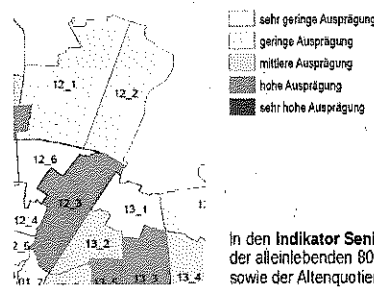 sehr geringe Ausprägung
geringe Ausprägung
mittlere Ausprägung
hohe Ausprägung
sehr hohe Ausprägung
12_1
12_2
12_6
12_3
12_4
13_1
13_2
13_3
13_4
In den Indikator Seni
der alleinlebenden 80
sowie der Altenquotien